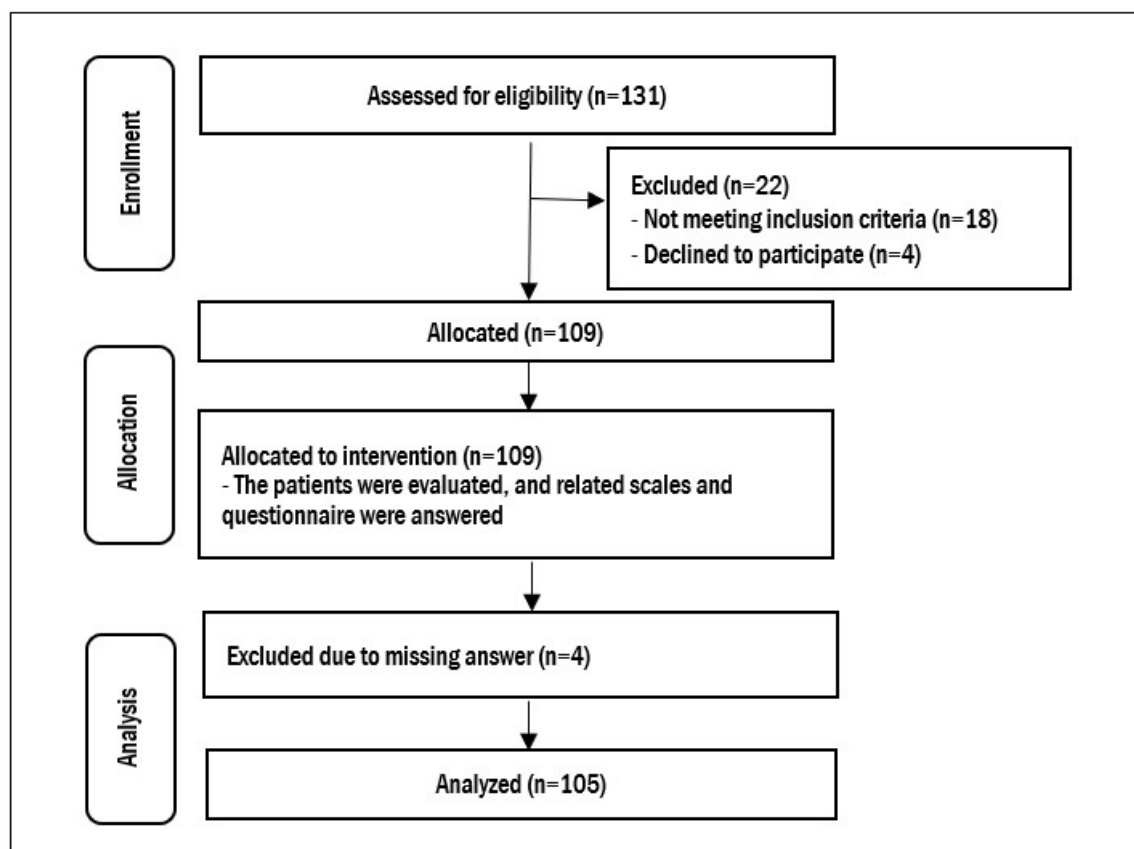 Enrollment
Assessed for eligibility (n=131)
Excluded (n=22)
- Not meeting inclusion criteria (n=18)
- Declined to participate (n=4)
Allocation
Allocated (n=109)
Allocated to intervention (n=109)
- The patients were evaluated, and related scales and
questionnaire were answered
Analysis
Excluded due to missing answer (n=4)
Analyzed (n=105)